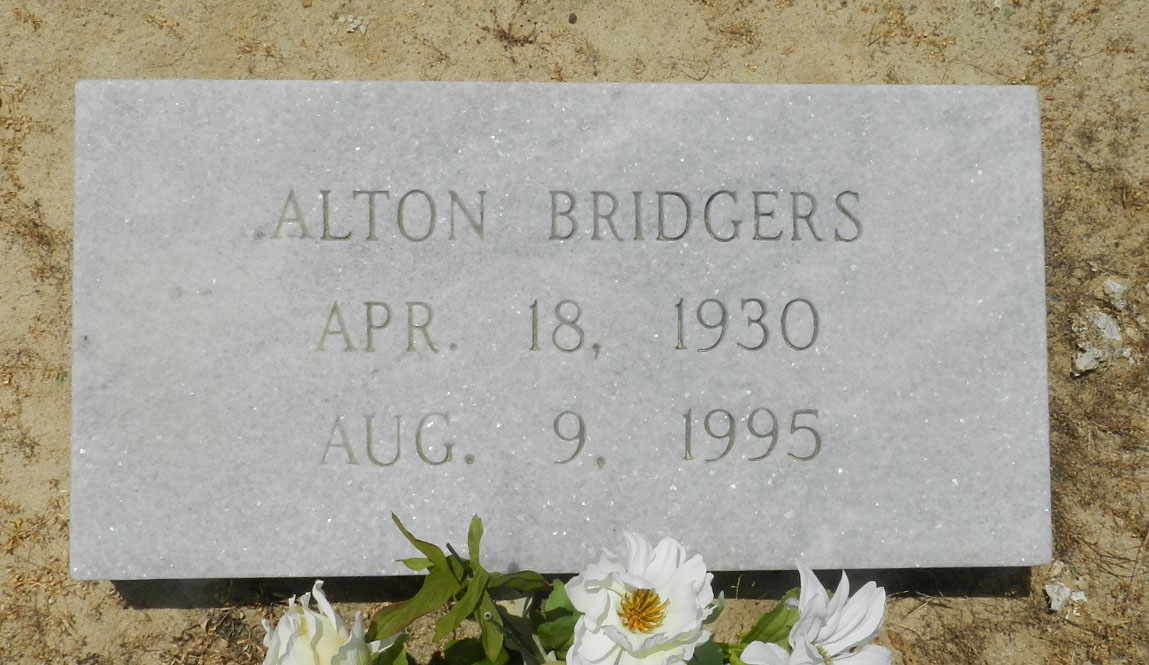 ALTON BRIDGERS
APR. 18, 1930
AUG. 9, 1995